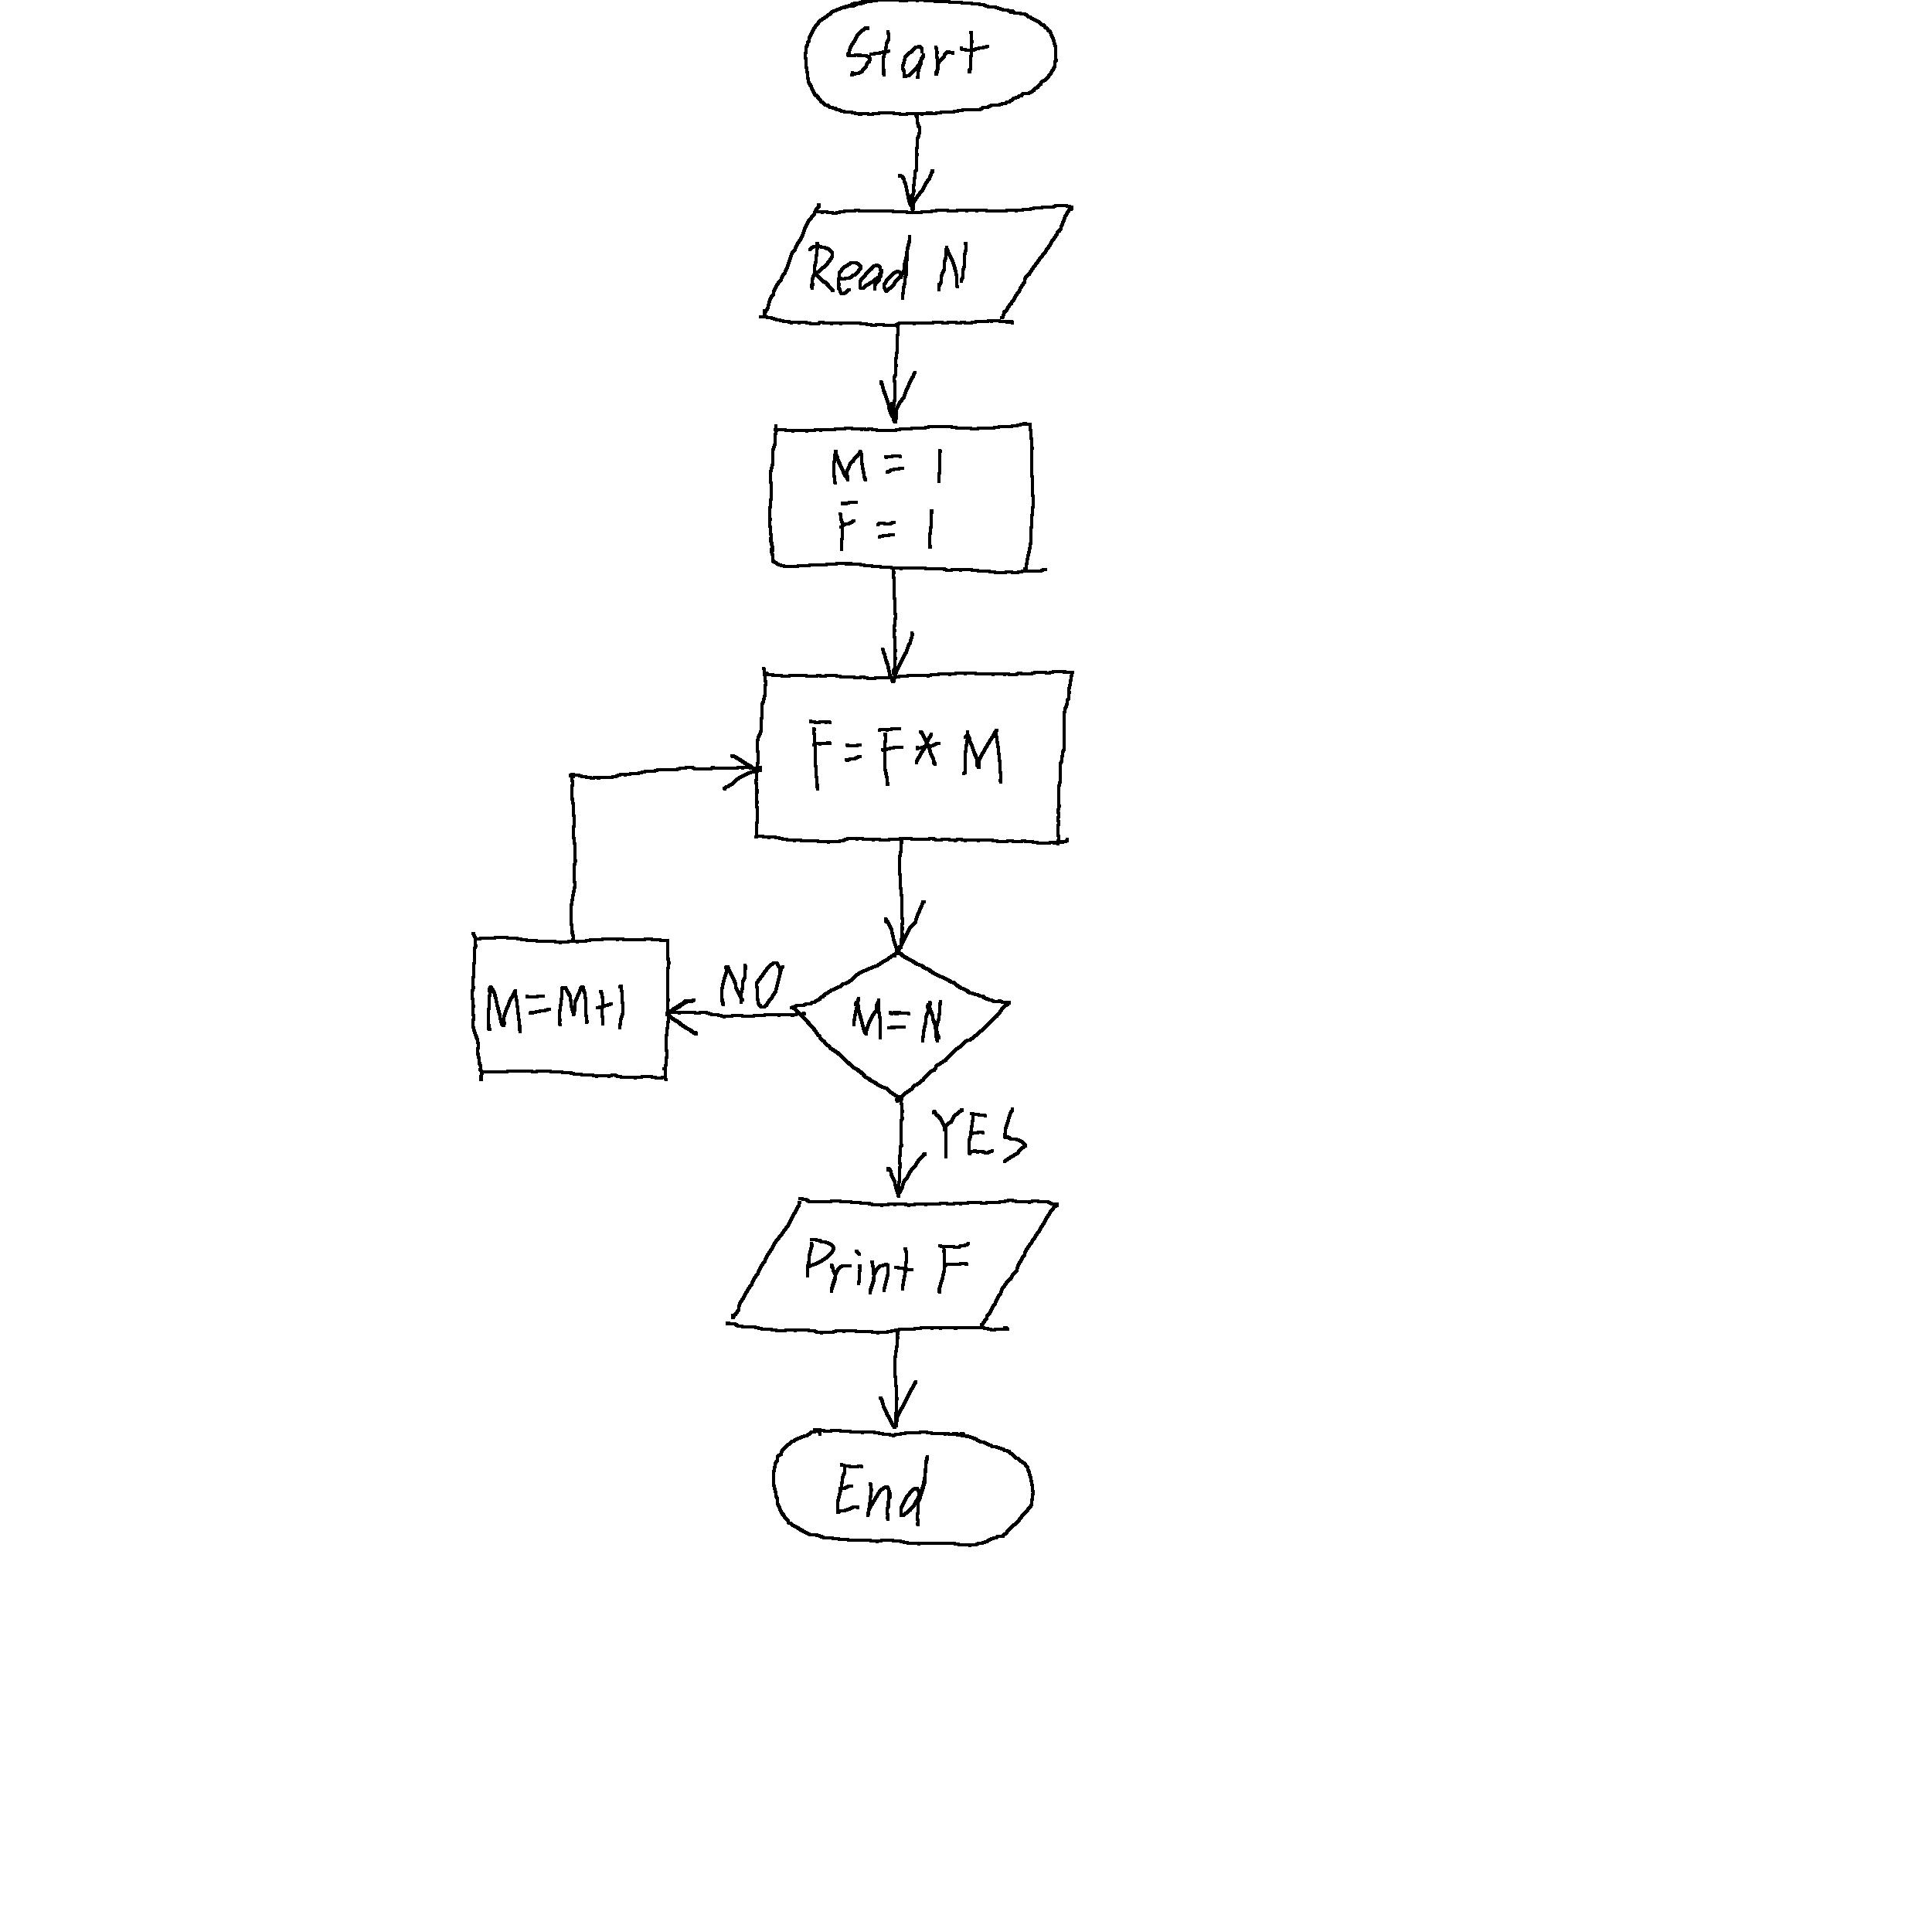 Start
Read N
M = 1
F = 1
F = F * M
M=M+1
NO
M=N
YES
Print F
End